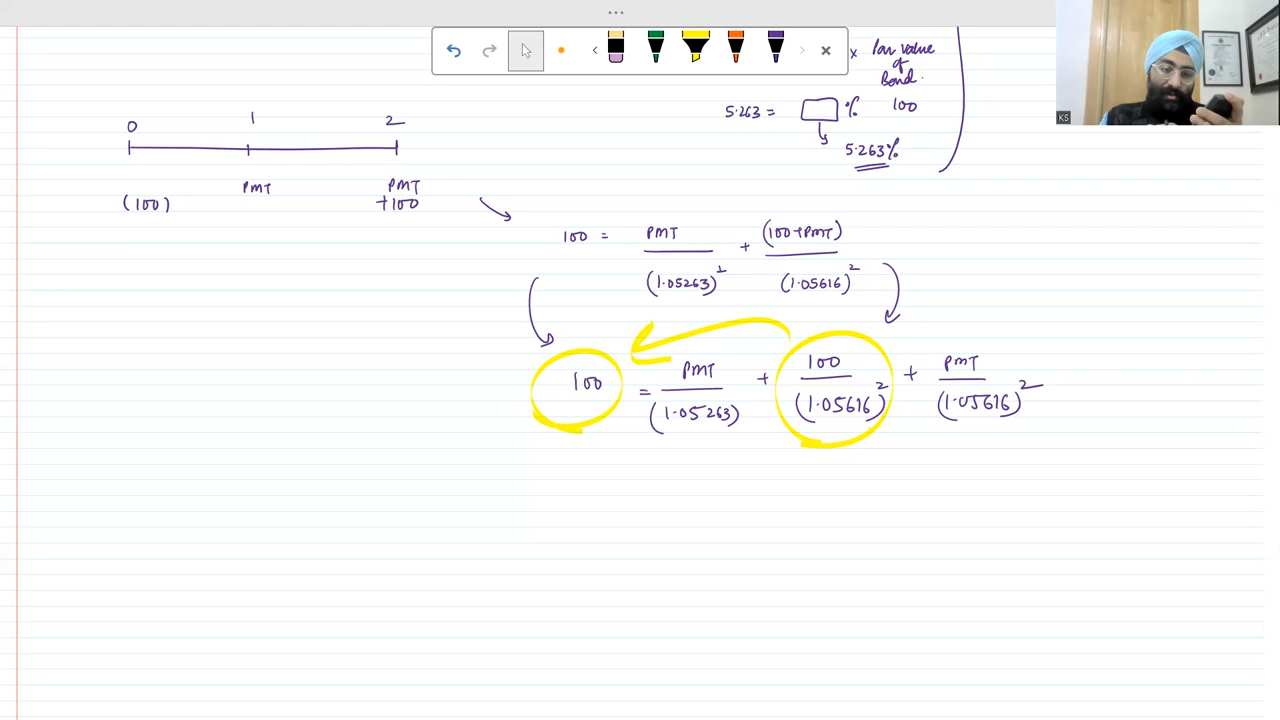 × Par value
of
Bond.
5.263 = % 100
5.263%
0 1 2
(100) PMT PMT
+100
100 = PMT/(1.05263)^1 + (100+PMT)/(1.05616)^2
100 = PMT/(1.05263) + 100/(1.05616)^2 + PMT/(1.05616)^2
KS